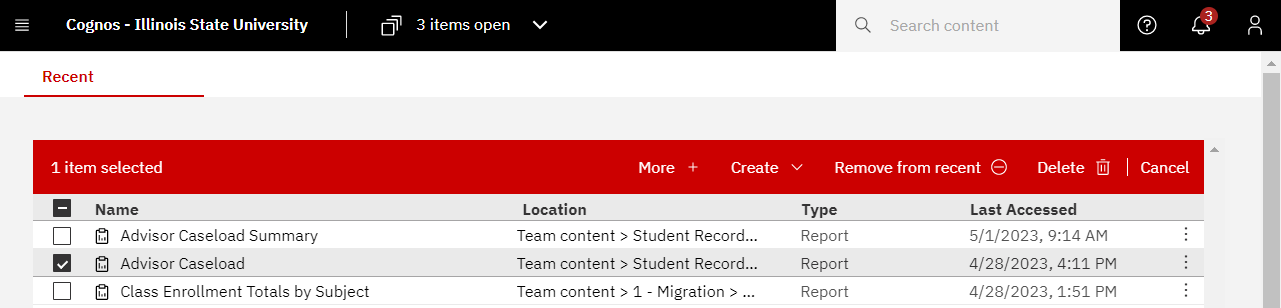 Cognos - Illinois State University 3 items open Search content 3
Recent
1 item selected More + Create Remove from recent Delete Cancel
Name Location Type Last Accessed
Advisor Caseload Summary Team content > Student Record... Report 5/1/2023, 9:14 AM
Advisor Caseload Team content > Student Record... Report 4/28/2023, 4:11 PM
Class Enrollment Totals by Subject Team content > 1 - Migration > ... Report 4/28/2023, 1:51 PM